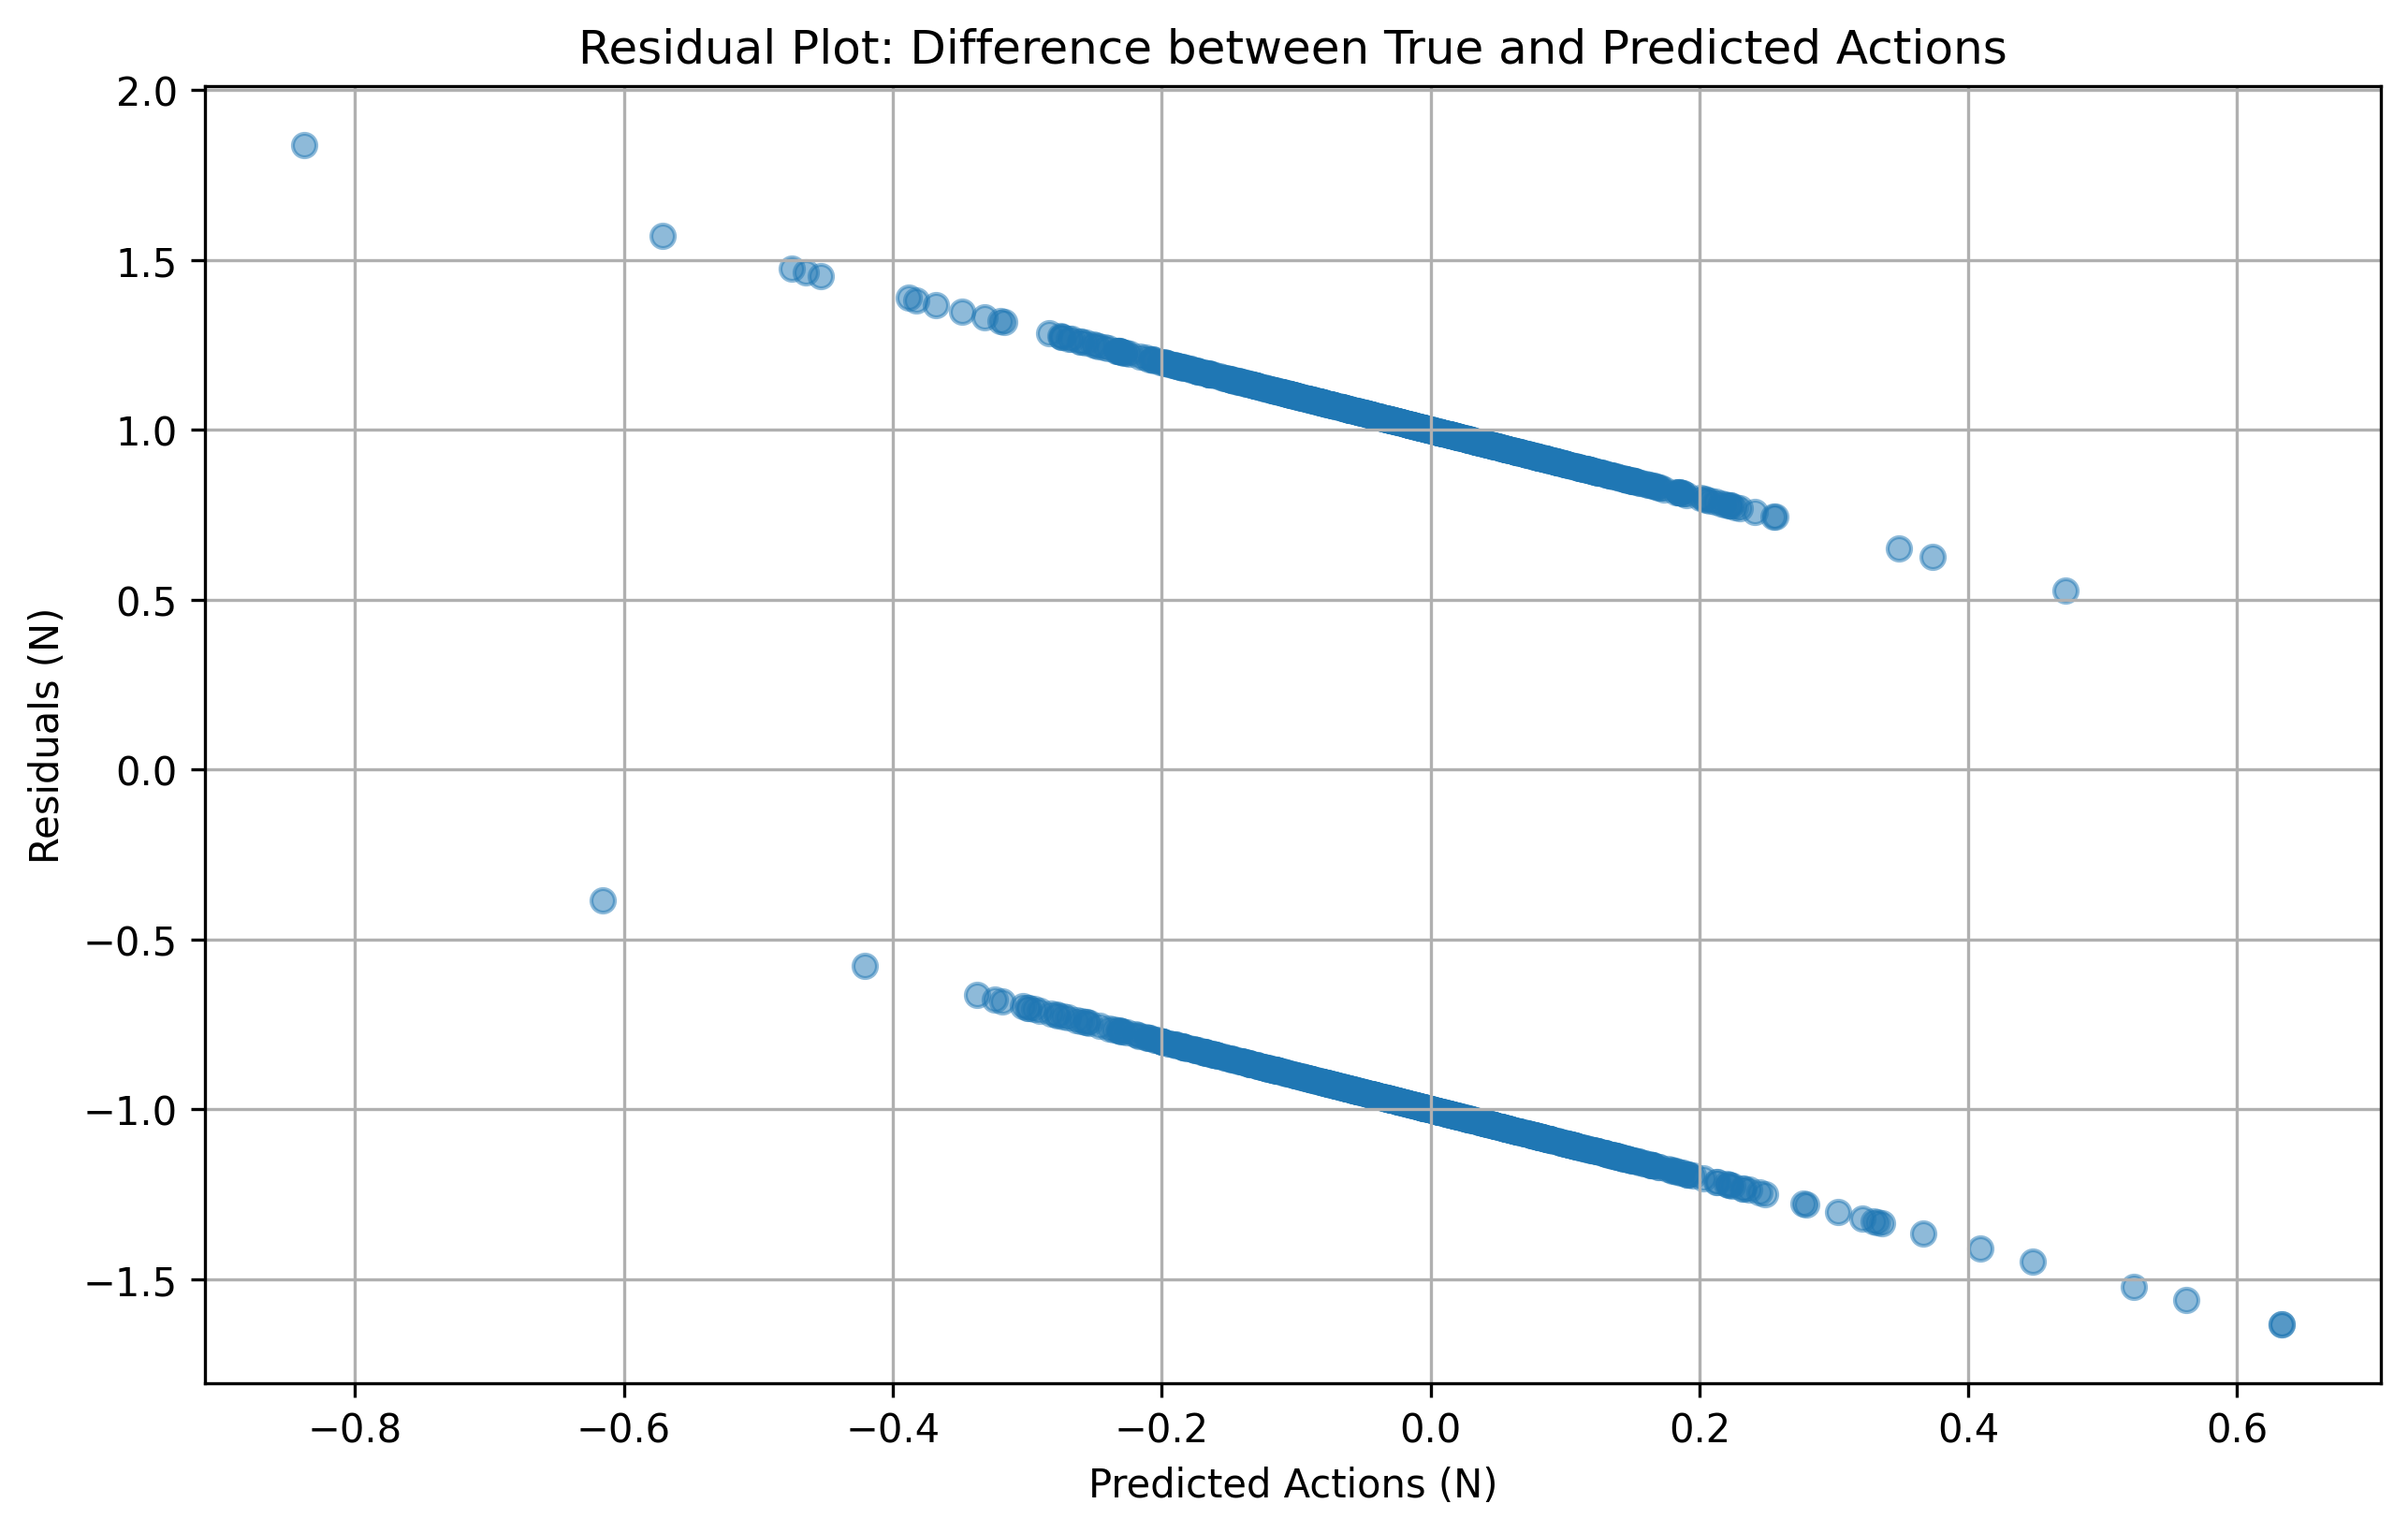 Residual Plot: Difference between True and Predicted Actions
2.0
1.5
1.0
0.5
0.0
−0.5
−1.0
−1.5
Residuals (N)
−0.8 −0.6 −0.4 −0.2 0.0 0.2 0.4 0.6
Predicted Actions (N)